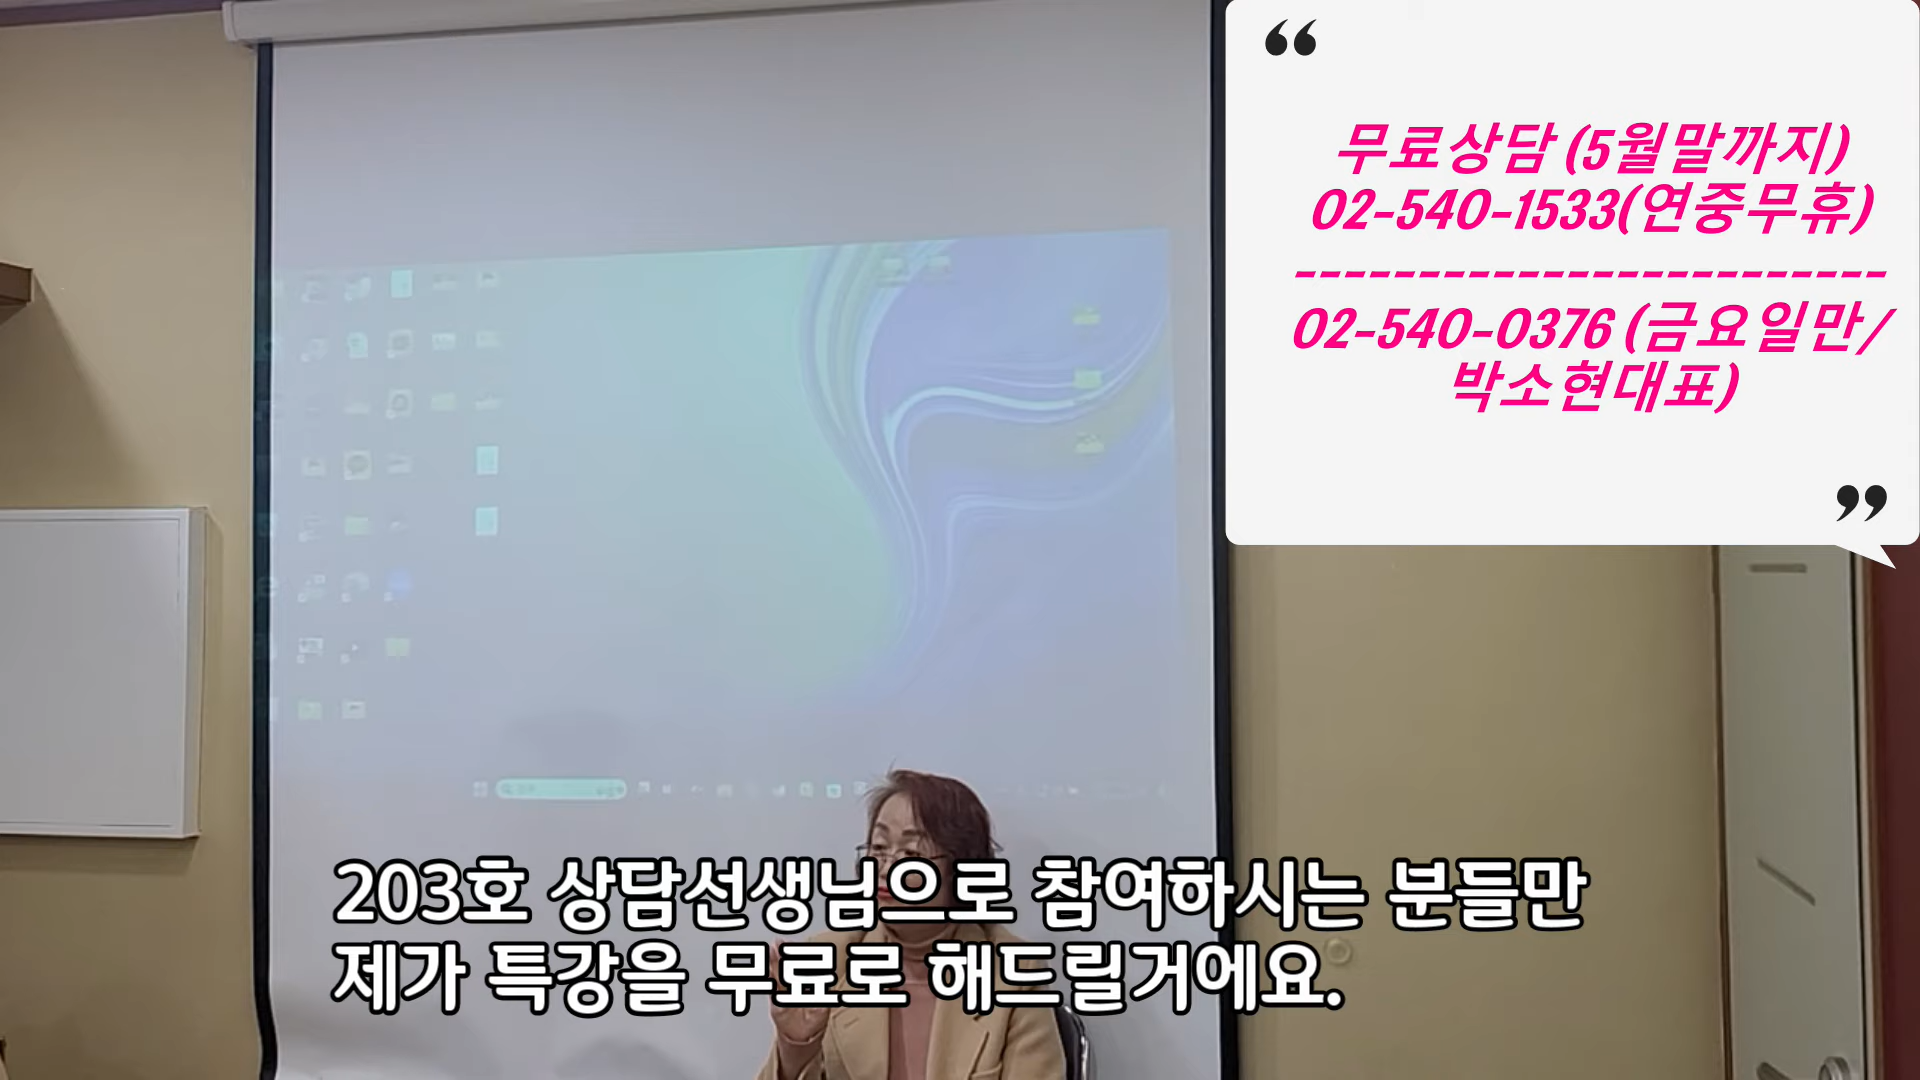 무료상담 (5월말까지)
02-540-1533(연중무휴)
------------------------
02-540-0376 (금요일만/
박소현대표)
203호 상담선생님으로 참여하시는 분들만
제가 특강을 무료로 해드릴거에요.